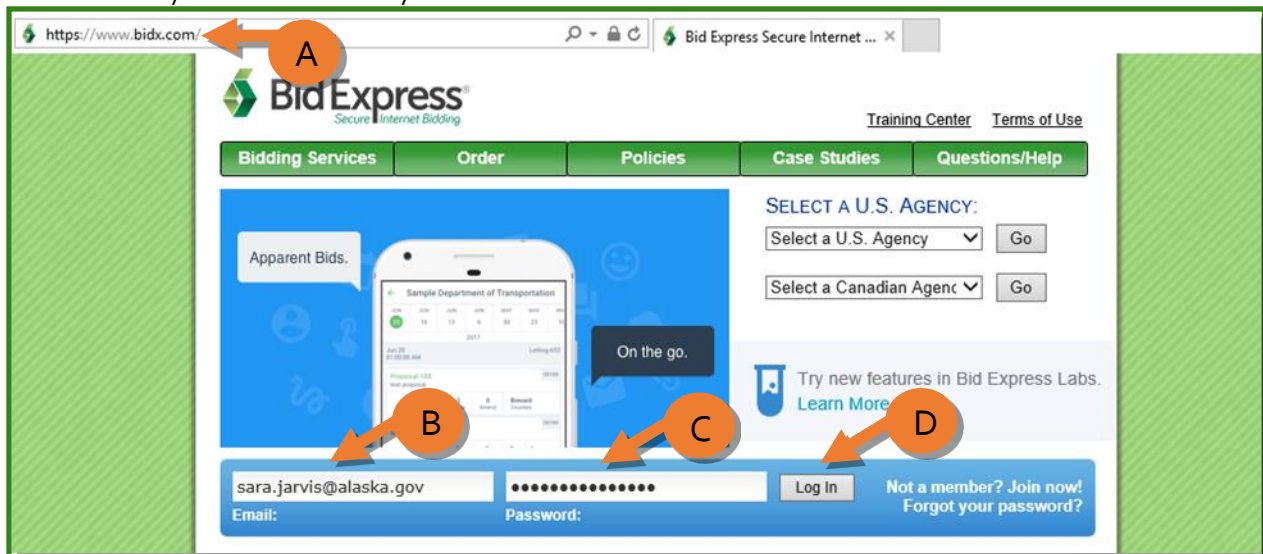 https://www.bidx.com/
Bid Express Secure Internet ...
A
Bid Express®
Secure Internet Bidding
Training Center Terms of Use
Bidding Services Order Policies Case Studies Questions/Help
SELECT A U.S. AGENCY:
Select a U.S. Agency Go
Select a Canadian Agenc Go
Apparent Bids.
Sample Department of Transportation
2017
On the go.
Try new features in Bid Express Labs.
Learn More
B
C
D
sara.jarvis@alaska.gov Log In Not a member? Join now!
Email: Password: Forgot your password?